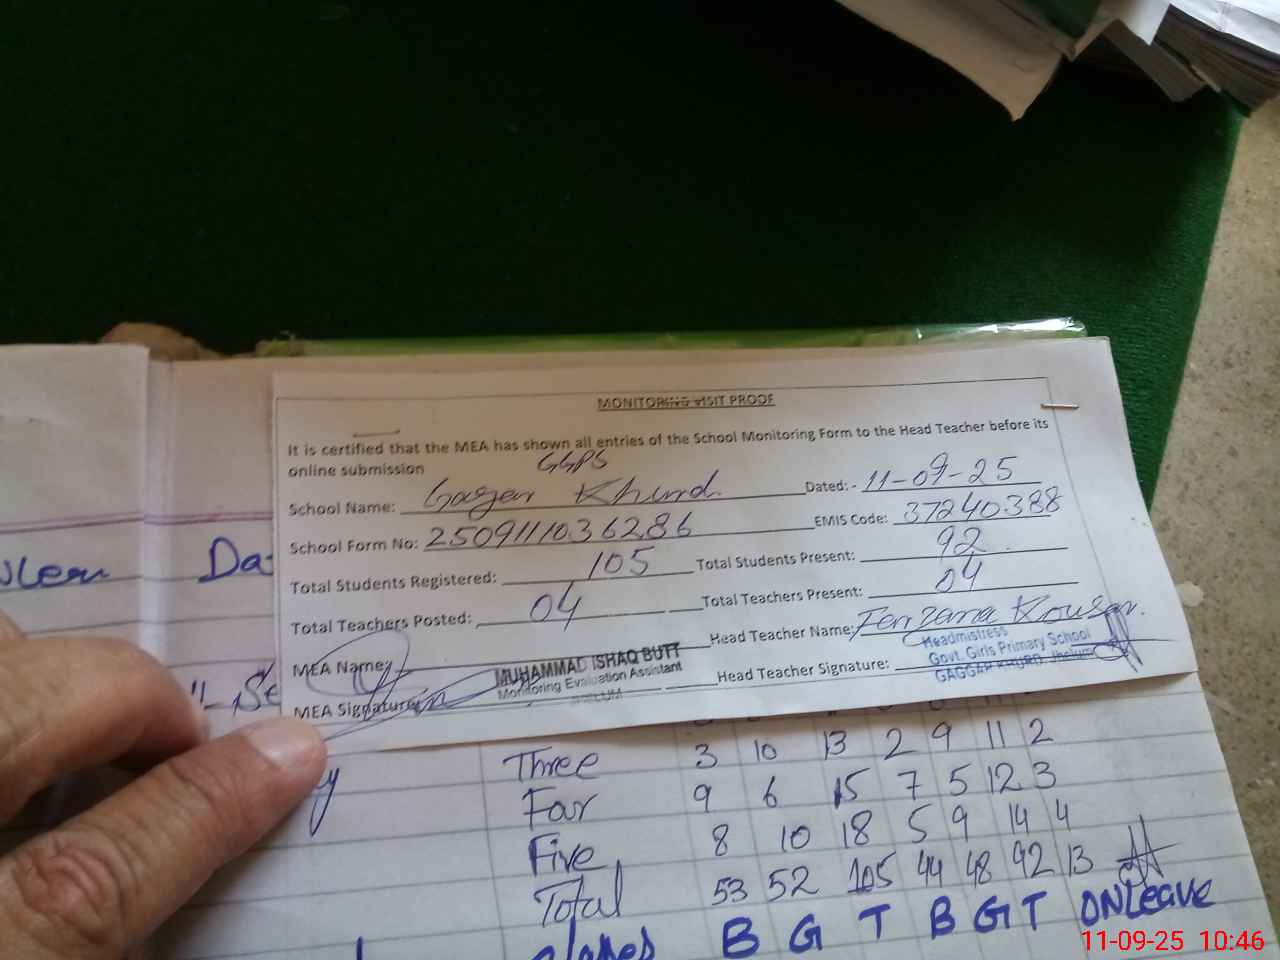 MONITORING VISIT PROOF
It is certified that the MEA has shown all entries of the School Monitoring Form to the Head Teacher before its
online submission
GGPS
School Name: Gagar Khurd. Dated:- 11-09-25
School Form No: 2509111036286 EMIS Code: 37240388
Total Students Registered: 105 Total Students Present: 92
Total Teachers Posted: 04 Total Teachers Present: 04
Head Teacher Name: Farzana Kousar.
MEA Name: MUHAMMAD ISHAQ BUTT
Monitoring Evaluation Assistant
JHELUM
MEA Signature: Head Teacher Signature:
Headmistress
Govt. Girls Primary School
GAGGAR KHURD, Jhelum
Da
Three 3 10 13 2 9 11 2
Four 9 6 15 7 5 12 3
Five 8 10 18 5 9 14 4
Total 53 52 105 44 48 92 13
B G T B G T ONLEAVE
11-09-25 10:46